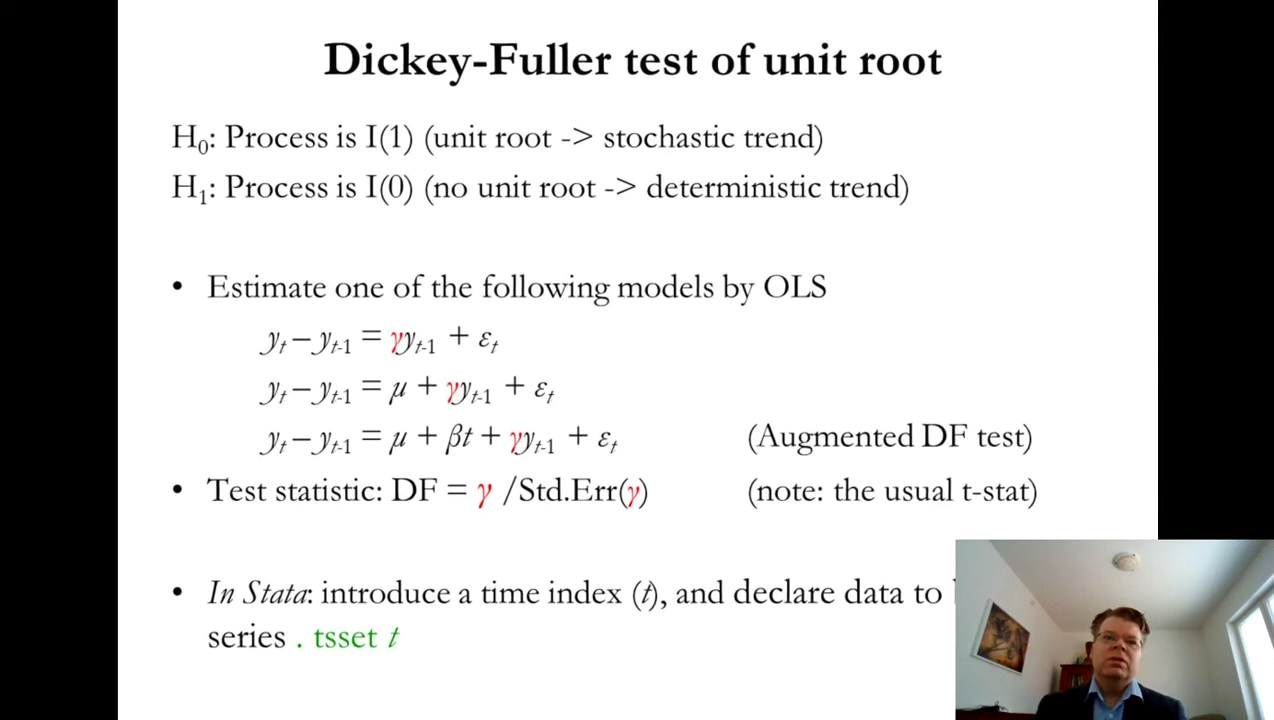 Dickey-Fuller test of unit root
H₀: Process is I(1) (unit root -> stochastic trend)
H₁: Process is I(0) (no unit root -> deterministic trend)
• Estimate one of the following models by OLS
yₜ – yₜ₋₁ = γyₜ₋₁ + εₜ
yₜ – yₜ₋₁ = μ + γyₜ₋₁ + εₜ
yₜ – yₜ₋₁ = μ + βt + γyₜ₋₁ + εₜ (Augmented DF test)
• Test statistic: DF = γ /Std.Err(γ) (note: the usual t-stat)
• In Stata: introduce a time index (t), and declare data to
series . tsset t